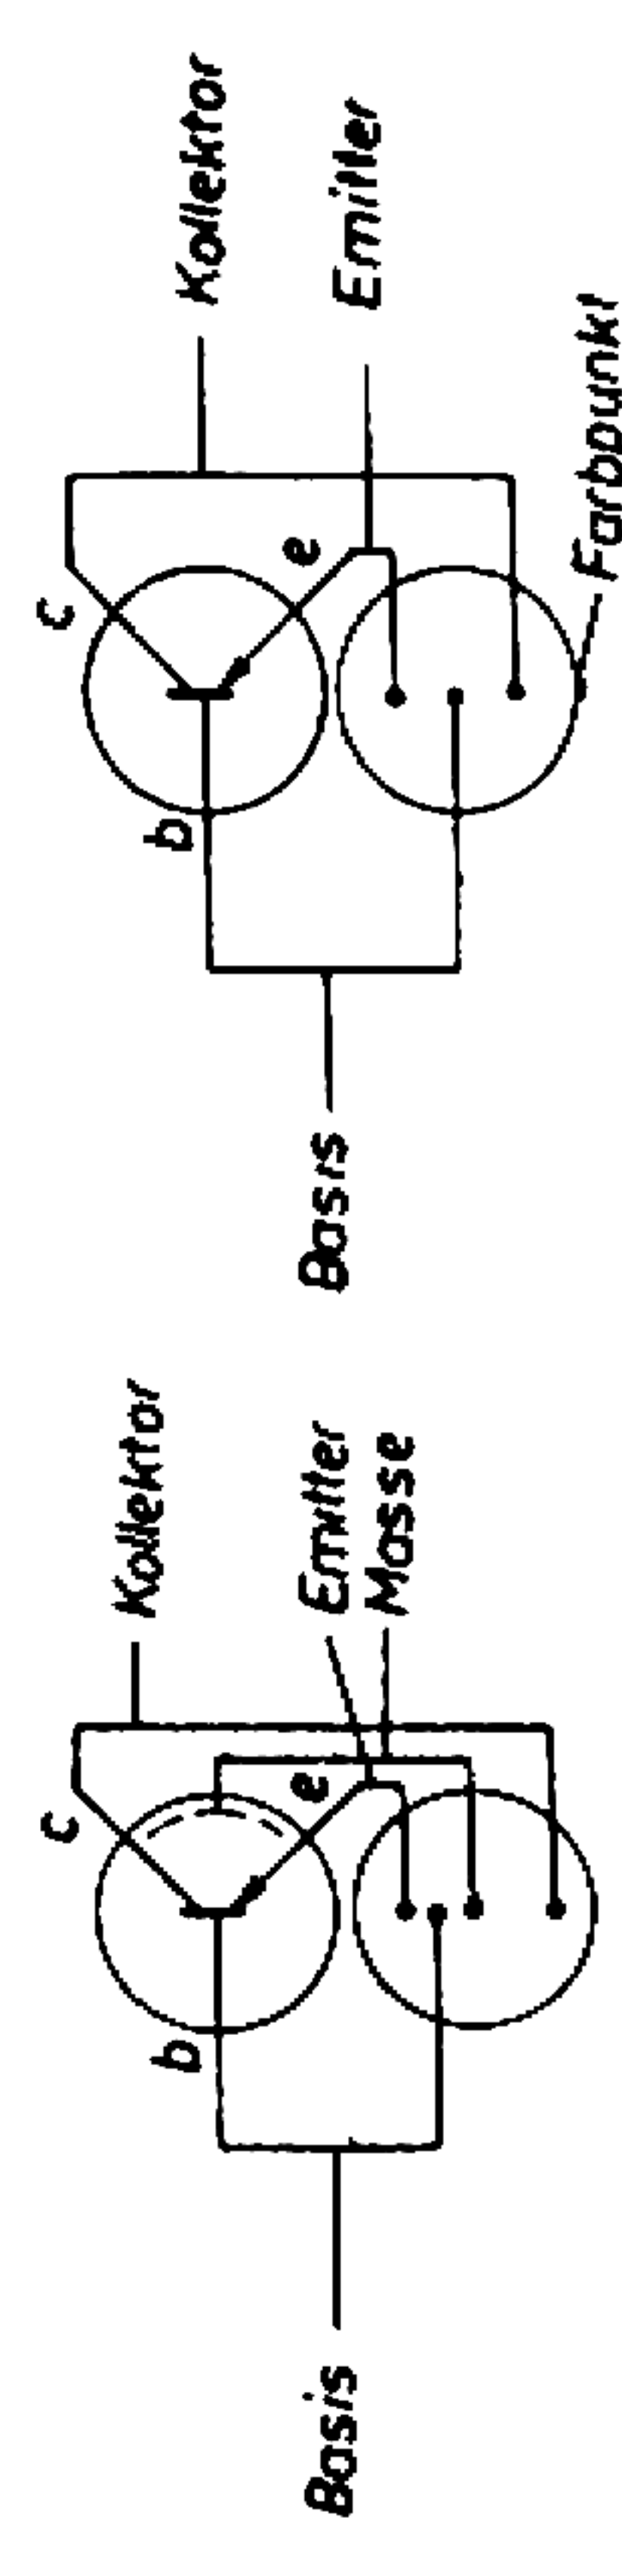 Kollektor
c
e
Emitter
b
Basis
Farbpunkt
Kollektor
c
e
Emitter
Masse
b
Basis